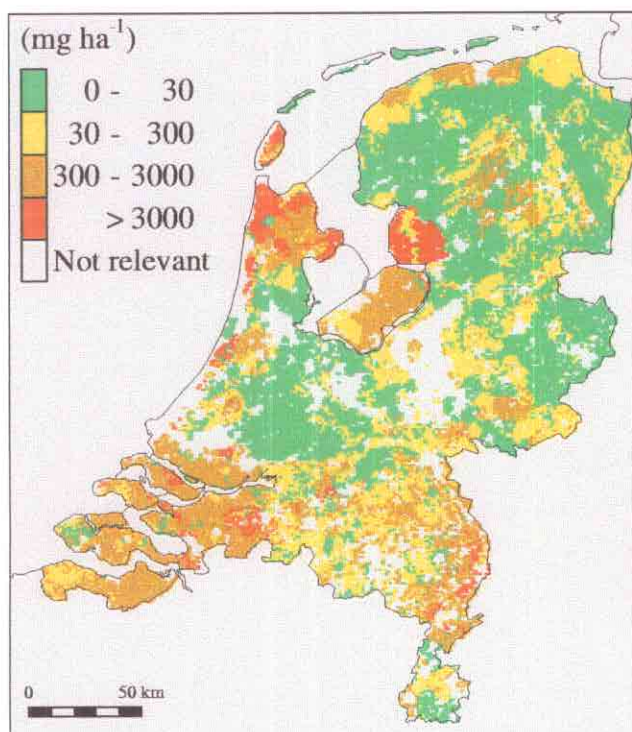 (mg ha⁻¹)
0 - 30
30 - 300
300 - 3000
> 3000
Not relevant
0 50 km